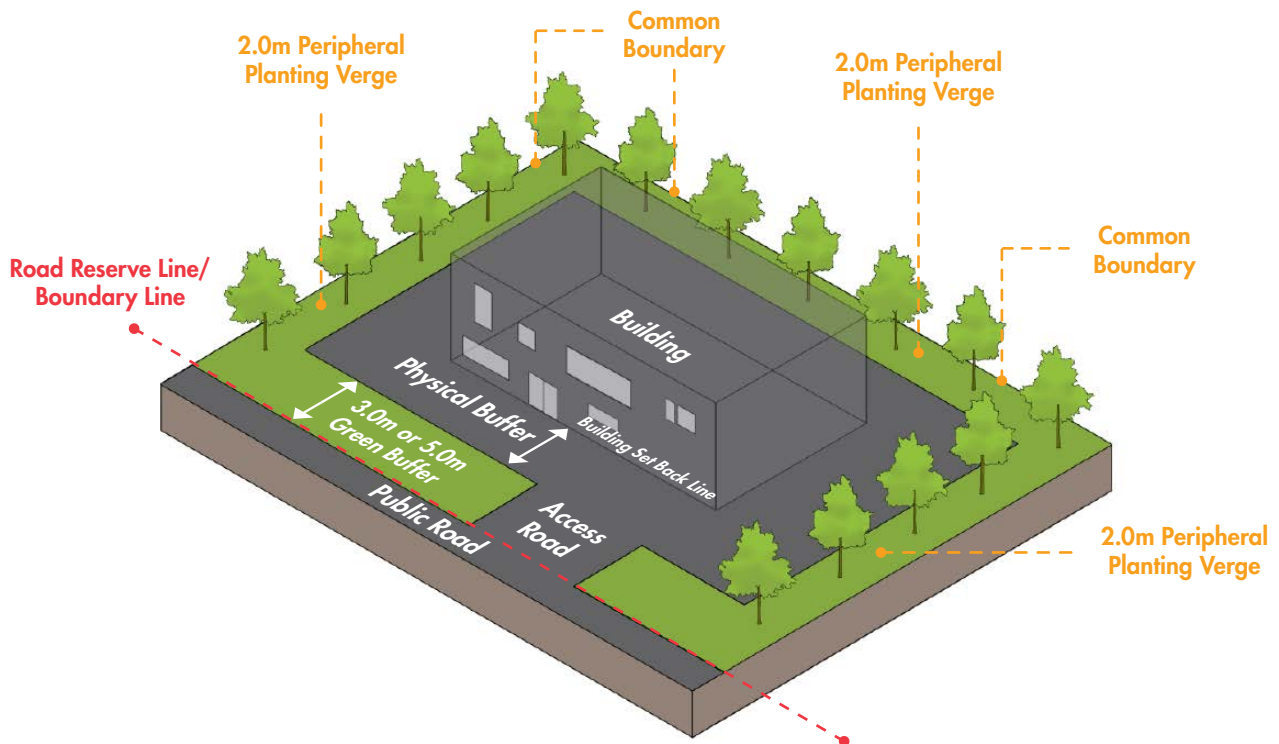 Common
Boundary
2.0m Peripheral
Planting Verge
2.0m Peripheral
Planting Verge
Road Reserve Line/
Boundary Line
Common
Boundary
Building
Physical Buffer
3.0m or 5.0m
Green Buffer
Building Set Back Line
Public Road
Access
Road
2.0m Peripheral
Planting Verge